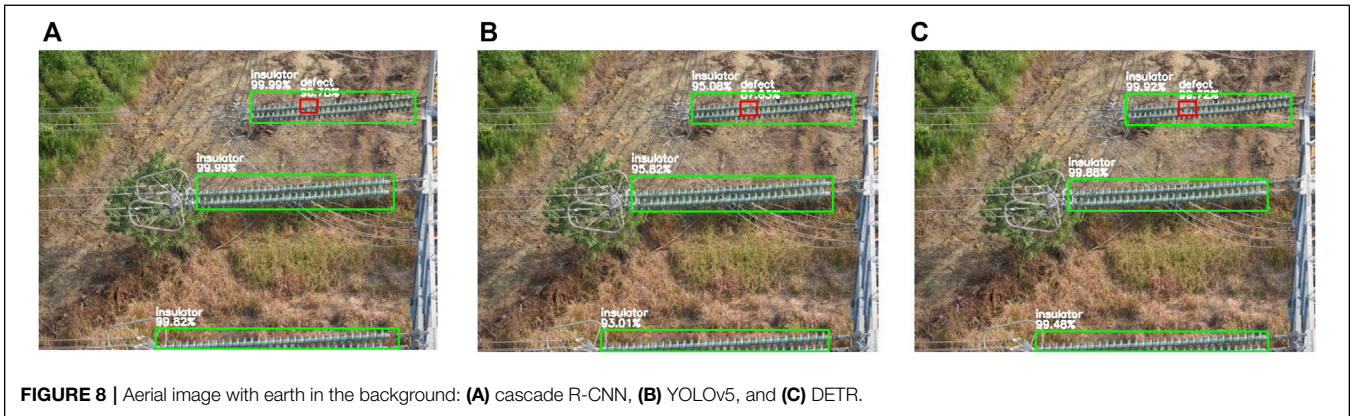 A
B
C
insulator
99.99%
defect
insulator
99.99%
insulator
99.82%
insulator
95.08%
defect
insulator
95.82%
insulator
93.01%
insulator
99.92%
defect
insulator
99.88%
insulator
99.48%
FIGURE 8 | Aerial image with earth in the background: (A) cascade R-CNN, (B) YOLOv5, and (C) DETR.